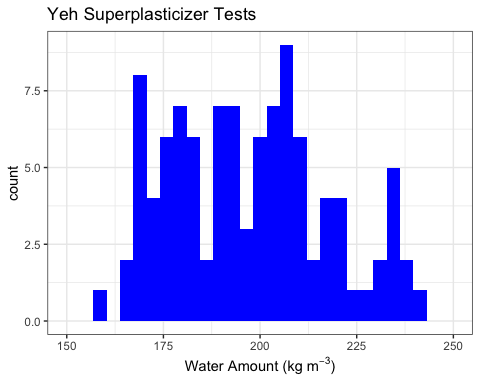 Yeh Superplasticizer Tests
7.5
5.0
2.5
0.0
count
150 175 200 225 250
Water Amount (kg m⁻³)